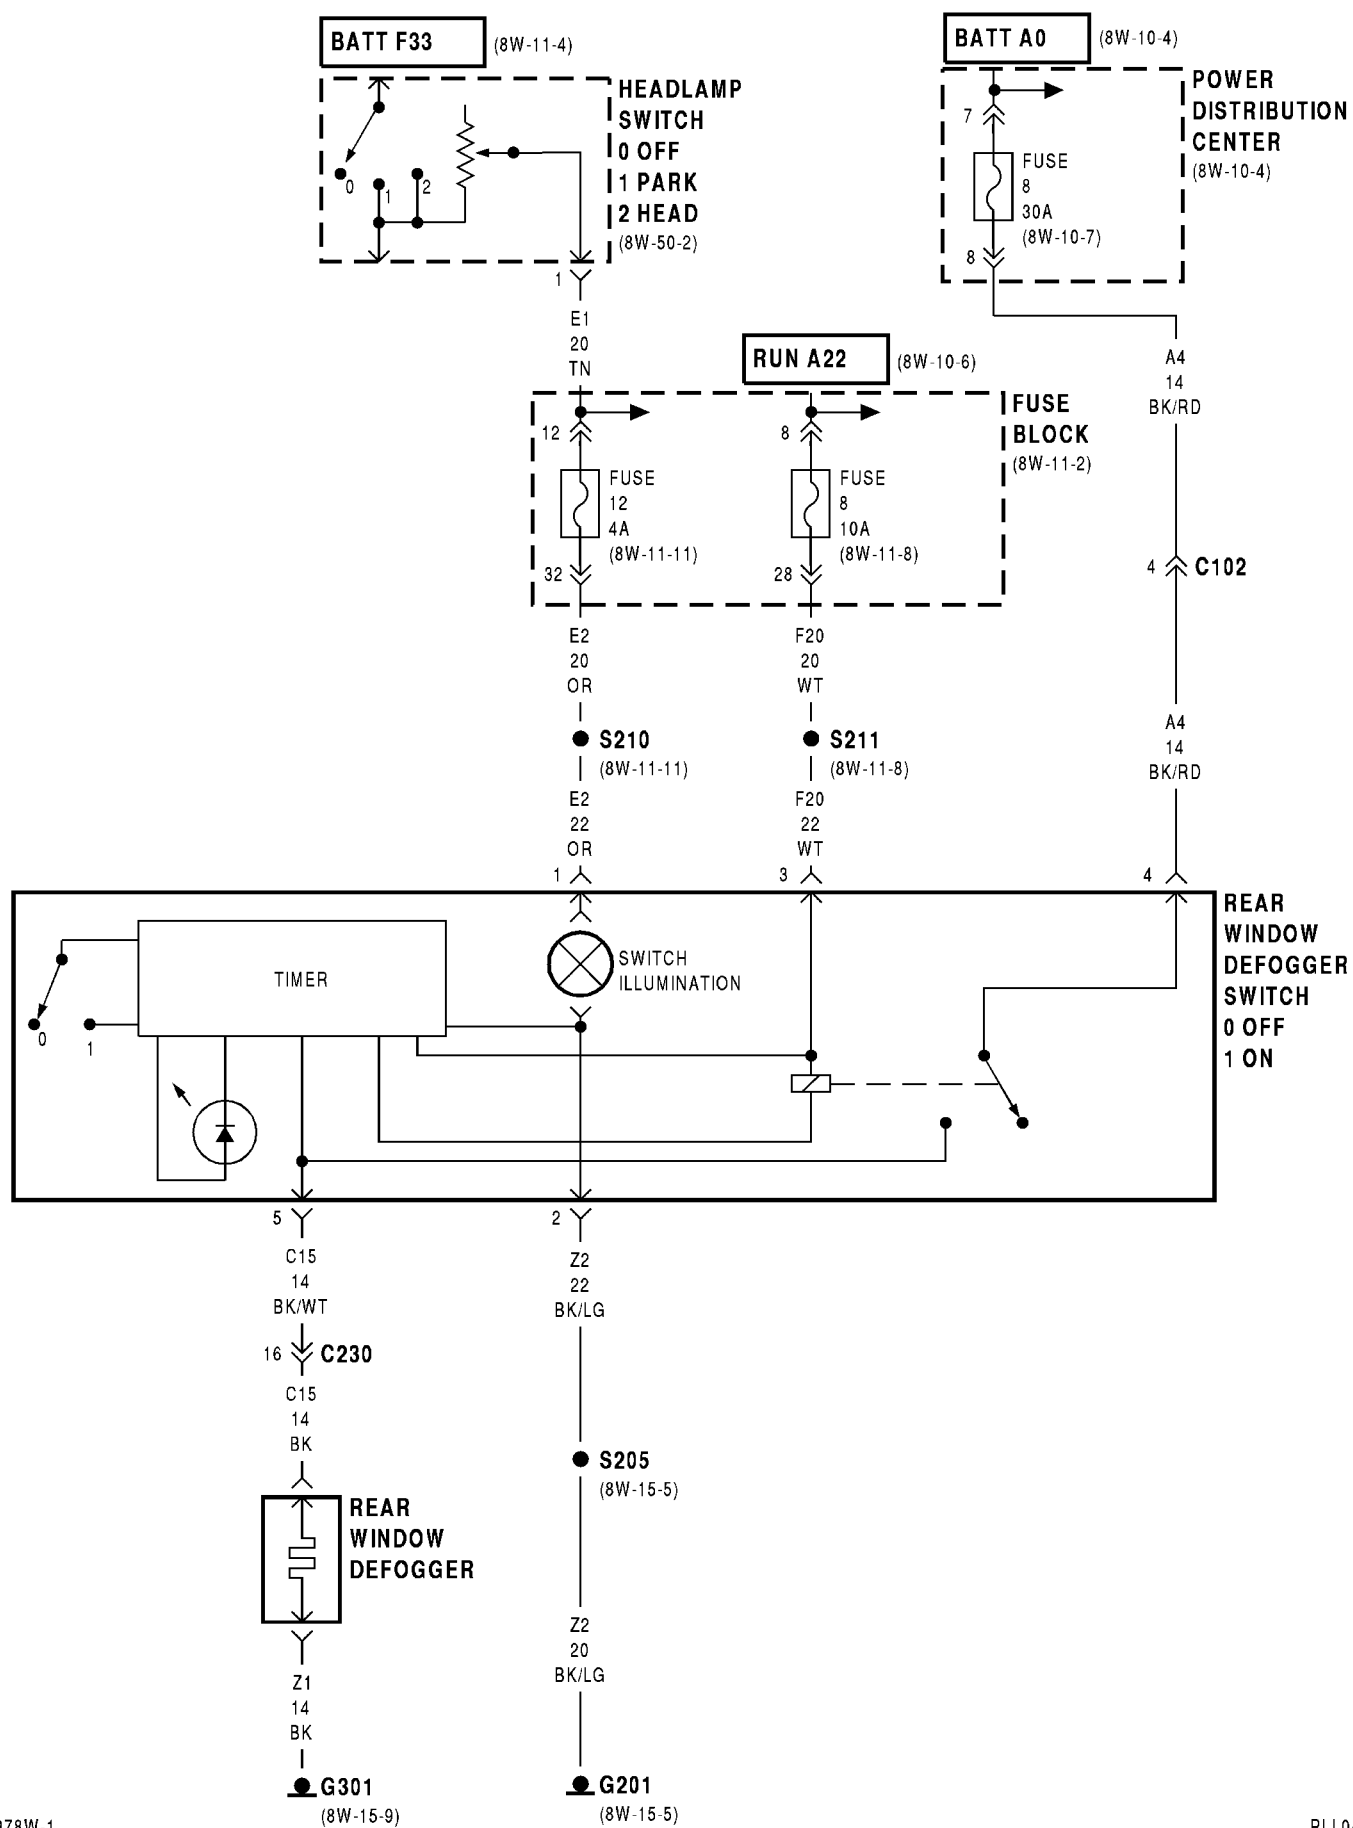 BATT F33
(8W-11-4)
BATT A0
(8W-10-4)
HEADLAMP
SWITCH
0 OFF
1 PARK
2 HEAD
(8W-50-2)
0
1
2
POWER
DISTRIBUTION
CENTER
(8W-10-4)
7
FUSE
8
30A
(8W-10-7)
8
1
E1
20
TN
RUN A22
(8W-10-6)
A4
14
BK/RD
FUSE
BLOCK
(8W-11-2)
12
FUSE
12
4A
(8W-11-11)
32
8
FUSE
8
10A
(8W-11-8)
28
4
C102
E2
20
OR
F20
20
WT
S210
(8W-11-11)
S211
(8W-11-8)
A4
14
BK/RD
E2
22
OR
F20
22
WT
1
3
4
REAR
WINDOW
DEFOGGER
SWITCH
0 OFF
1 ON
TIMER
SWITCH
ILLUMINATION
0
1
5
2
C15
14
BK/WT
Z2
22
BK/LG
16
C230
C15
14
BK
S205
(8W-15-5)
REAR
WINDOW
DEFOGGER
Z2
20
BK/LG
Z1
14
BK
G301
(8W-15-9)
G201
(8W-15-5)